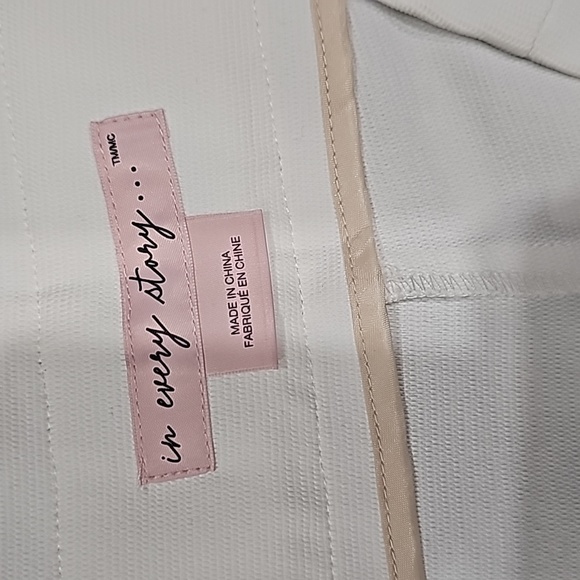 in every story... TM/MC
MADE IN CHINA
FABRIQUÉ EN CHINE